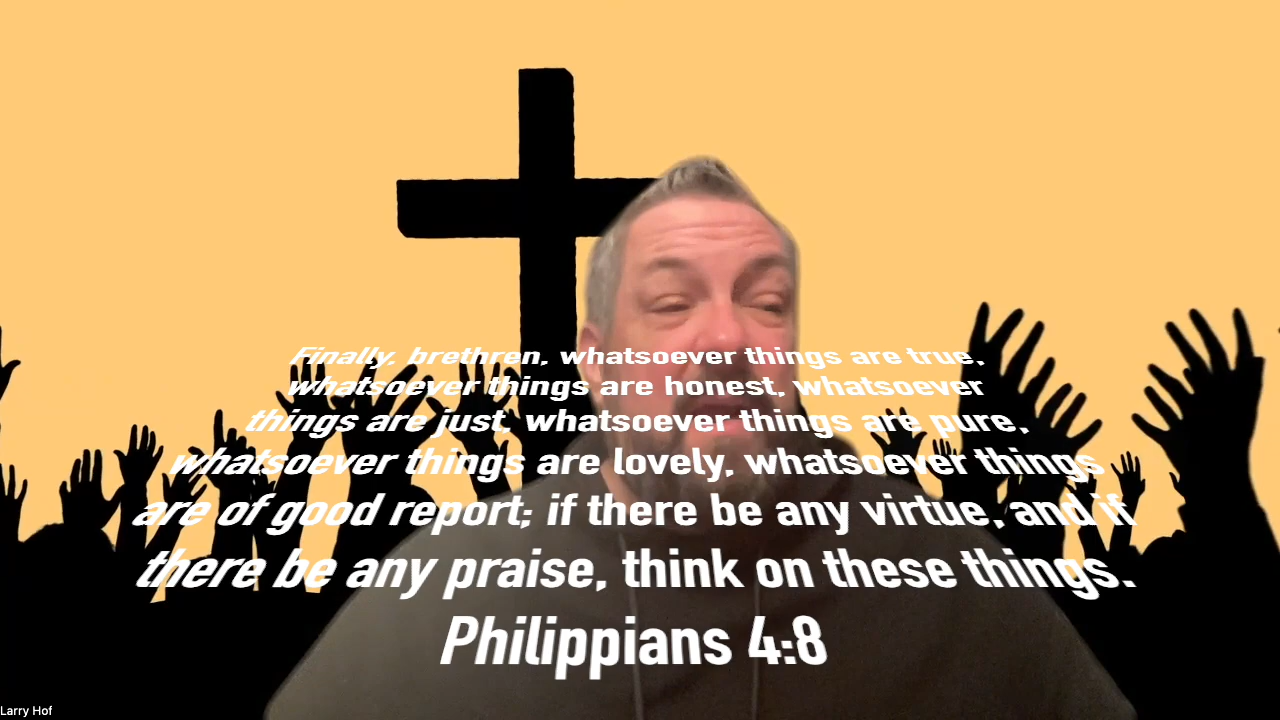 Finally, brethren, whatsoever things are true,
whatsoever things are honest, whatsoever
things are just, whatsoever things are pure,
whatsoever things are lovely, whatsoever things
are of good report; if there be any virtue, and if
there be any praise, think on these things.
Philippians 4:8
Larry Hof